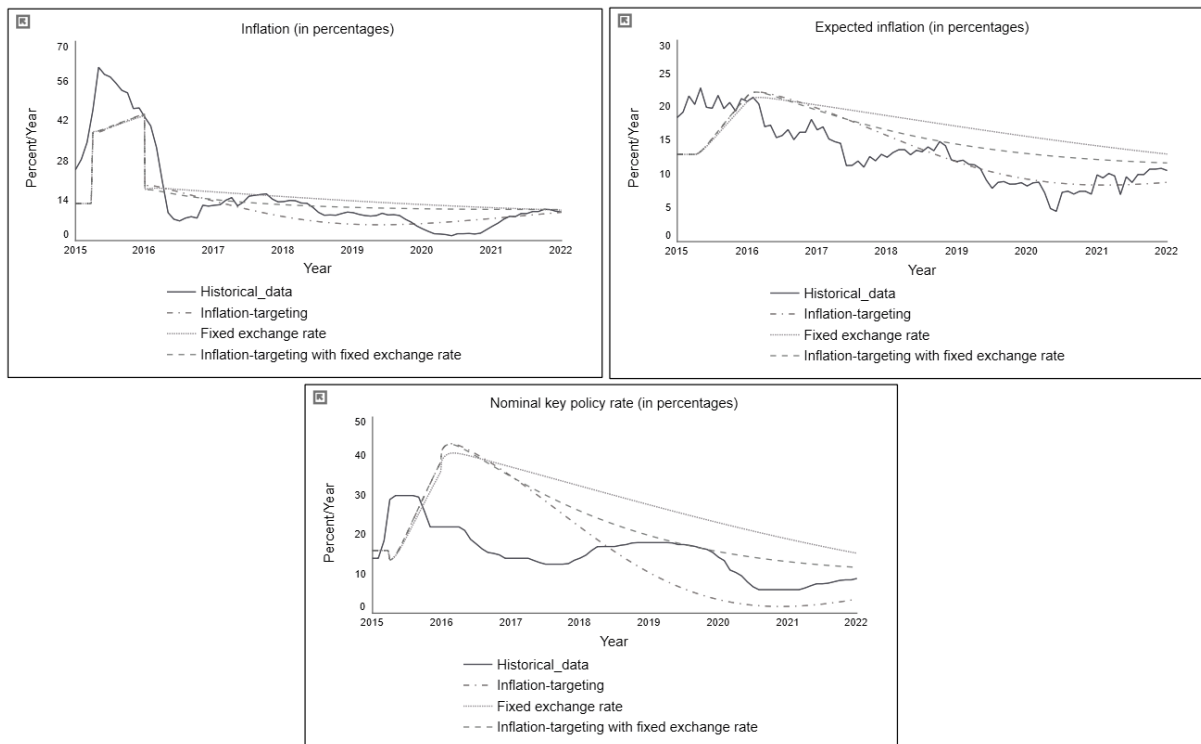 Inflation (in percentages)
70
56
42
28
14
0
Percent/Year
2015 2016 2017 2018 2019 2020 2021 2022
Year
Historical_data
Inflation-targeting
Fixed exchange rate
Inflation-targeting with fixed exchange rate
Expected inflation (in percentages)
30
25
20
15
10
5
0
Percent/Year
2015 2016 2017 2018 2019 2020 2021 2022
Year
Historical_data
Inflation-targeting
Fixed exchange rate
Inflation-targeting with fixed exchange rate
Nominal key policy rate (in percentages)
50
40
30
20
10
0
Percent/Year
2015 2016 2017 2018 2019 2020 2021 2022
Year
Historical_data
Inflation-targeting
Fixed exchange rate
Inflation-targeting with fixed exchange rate